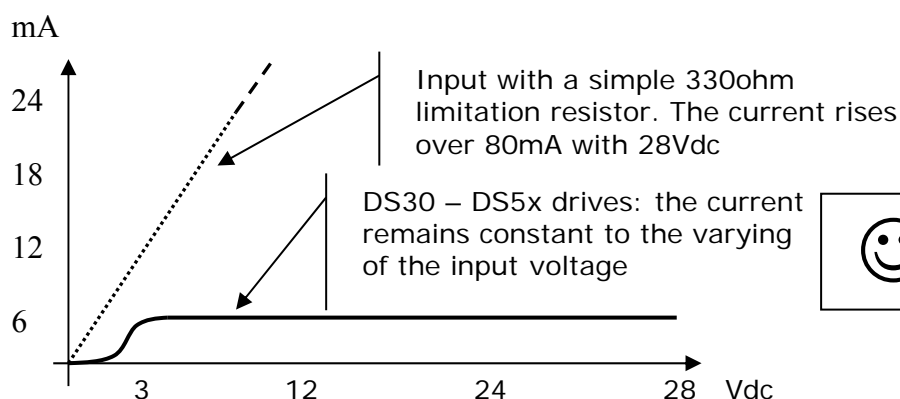 mA
24
18
12
6
Input with a simple 330ohm
limitation resistor. The current rises
over 80mA with 28Vdc
DS30 – DS5x drives: the current
remains constant to the varying
of the input voltage
3 12 24 28 Vdc